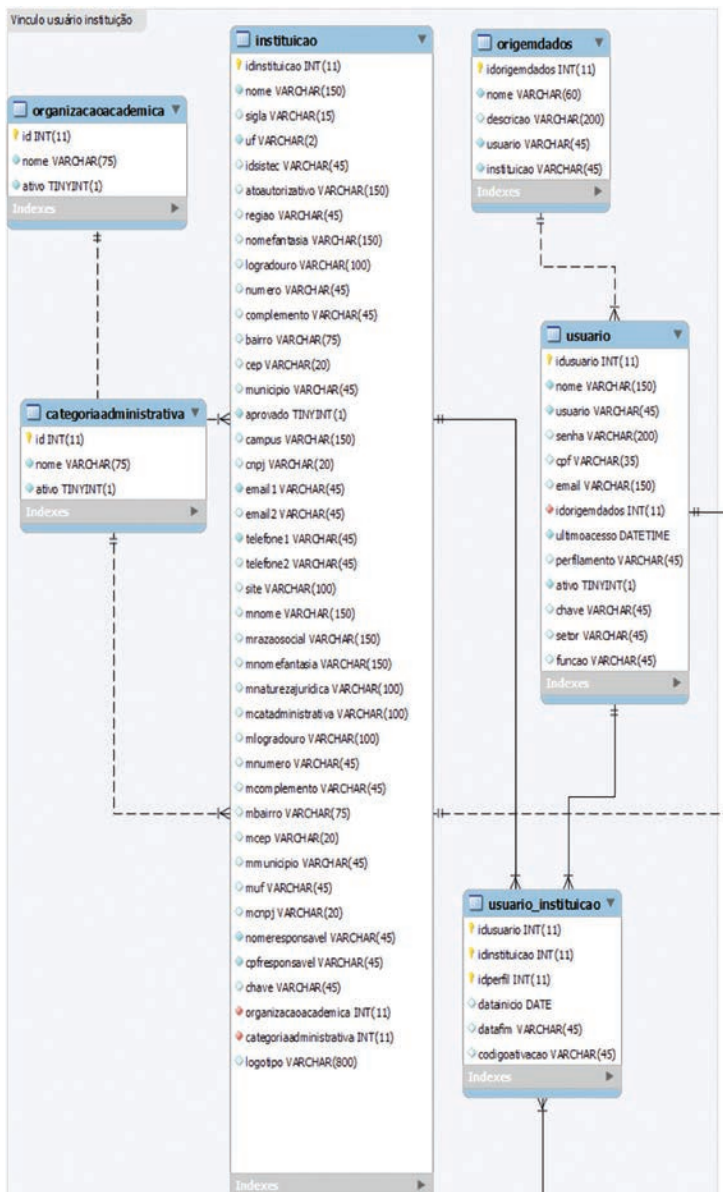 Vinculo usuário instituição
organizacaoacademica
id INT(11)
nome VARCHAR(75)
ativo TINYINT(1)
Indexes
categoriaadministrativa
id INT(11)
nome VARCHAR(75)
ativo TINYINT(1)
Indexes
instituicao
idinstituicao INT(11)
nome VARCHAR(150)
sigla VARCHAR(15)
uf VARCHAR(2)
idsistec VARCHAR(45)
atoautorizativo VARCHAR(150)
regiao VARCHAR(45)
nomefantasia VARCHAR(150)
logradouro VARCHAR(100)
numero VARCHAR(45)
complemento VARCHAR(45)
bairro VARCHAR(75)
cep VARCHAR(20)
municipio VARCHAR(45)
aprovado TINYINT(1)
campus VARCHAR(150)
cnpj VARCHAR(20)
email1 VARCHAR(45)
email2 VARCHAR(45)
telefone1 VARCHAR(45)
telefone2 VARCHAR(45)
site VARCHAR(100)
mnome VARCHAR(150)
mrazaosocial VARCHAR(150)
mnomefantasia VARCHAR(150)
mnaturezajuridica VARCHAR(100)
mcatadministrativa VARCHAR(100)
mlogradouro VARCHAR(100)
mnumero VARCHAR(45)
mcomplemento VARCHAR(45)
mbairro VARCHAR(75)
mcep VARCHAR(20)
mmunicipio VARCHAR(45)
muf VARCHAR(45)
mcnpj VARCHAR(20)
nomeresponsavel VARCHAR(45)
cpfresponsavel VARCHAR(45)
chave VARCHAR(45)
organizacaoacademica INT(11)
categoriaadministrativa INT(11)
logotipo VARCHAR(800)
Indexes
origemdados
idorigemdados INT(11)
nome VARCHAR(60)
descricao VARCHAR(200)
usuario VARCHAR(45)
instituicao VARCHAR(45)
Indexes
usuario
idusuario INT(11)
nome VARCHAR(150)
usuario VARCHAR(45)
senha VARCHAR(200)
cpf VARCHAR(35)
email VARCHAR(150)
idorigemdados INT(11)
ultimoacesso DATETIME
perfilamento VARCHAR(45)
ativo TINYINT(1)
chave VARCHAR(45)
setor VARCHAR(45)
funcao VARCHAR(45)
Indexes
usuario_instituicao
idusuario INT(11)
idinstituicao INT(11)
idperfil INT(11)
datainicio DATE
datafim VARCHAR(45)
codigoativacao VARCHAR(45)
Indexes